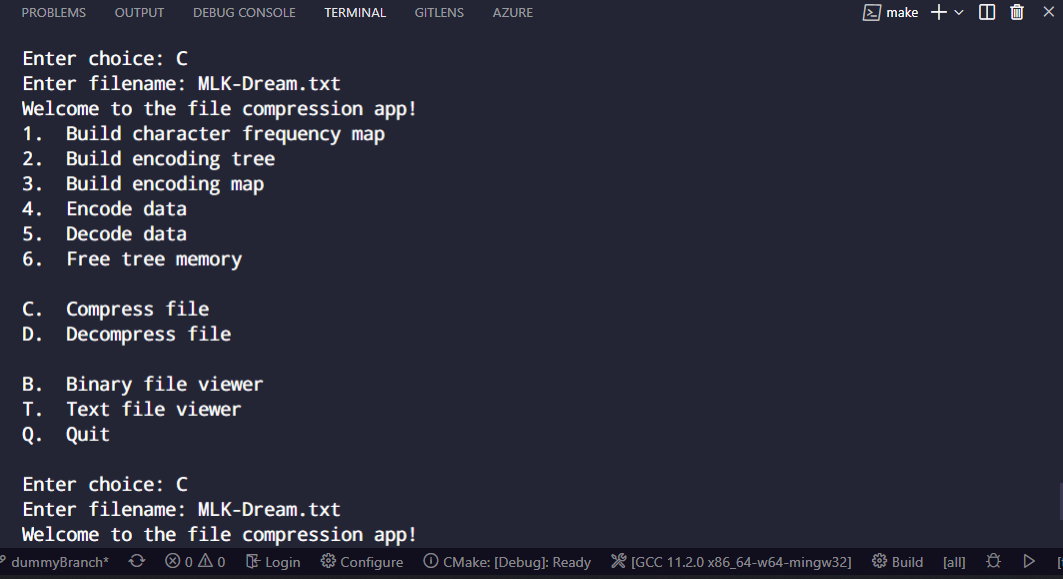 PROBLEMS OUTPUT DEBUG CONSOLE TERMINAL GITLENS AZURE make
Enter choice: C
Enter filename: MLK-Dream.txt
Welcome to the file compression app!
1.  Build character frequency map
2.  Build encoding tree
3.  Build encoding map
4.  Encode data
5.  Decode data
6.  Free tree memory
C.  Compress file
D.  Decompress file
B.  Binary file viewer
T.  Text file viewer
Q.  Quit
Enter choice: C
Enter filename: MLK-Dream.txt
Welcome to the file compression app!
dummyBranch* 0 0 Login Configure CMake: [Debug]: Ready [GCC 11.2.0 x86_64-w64-mingw32] Build [all]